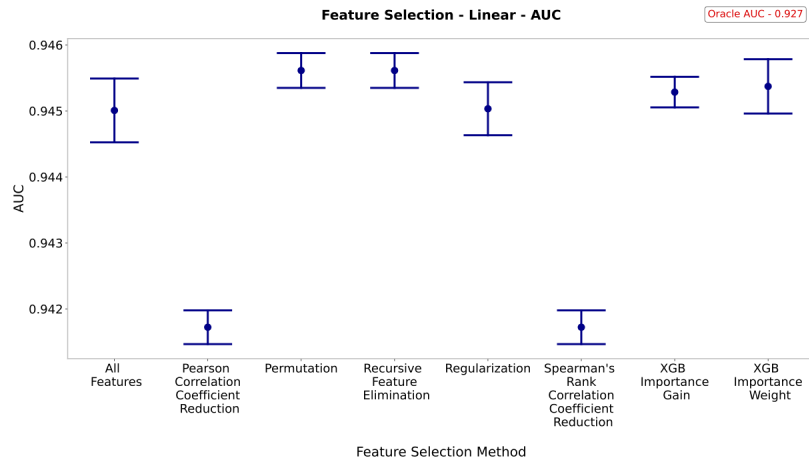 Feature Selection - Linear - AUC
Oracle AUC - 0.927
AUC
0.946
0.945
0.944
0.943
0.942
All
Features
Pearson
Correlation
Coefficient
Reduction
Permutation
Recursive
Feature
Elimination
Regularization
Spearman's
Rank
Correlation
Coefficient
Reduction
XGB
Importance
Gain
XGB
Importance
Weight
Feature Selection Method